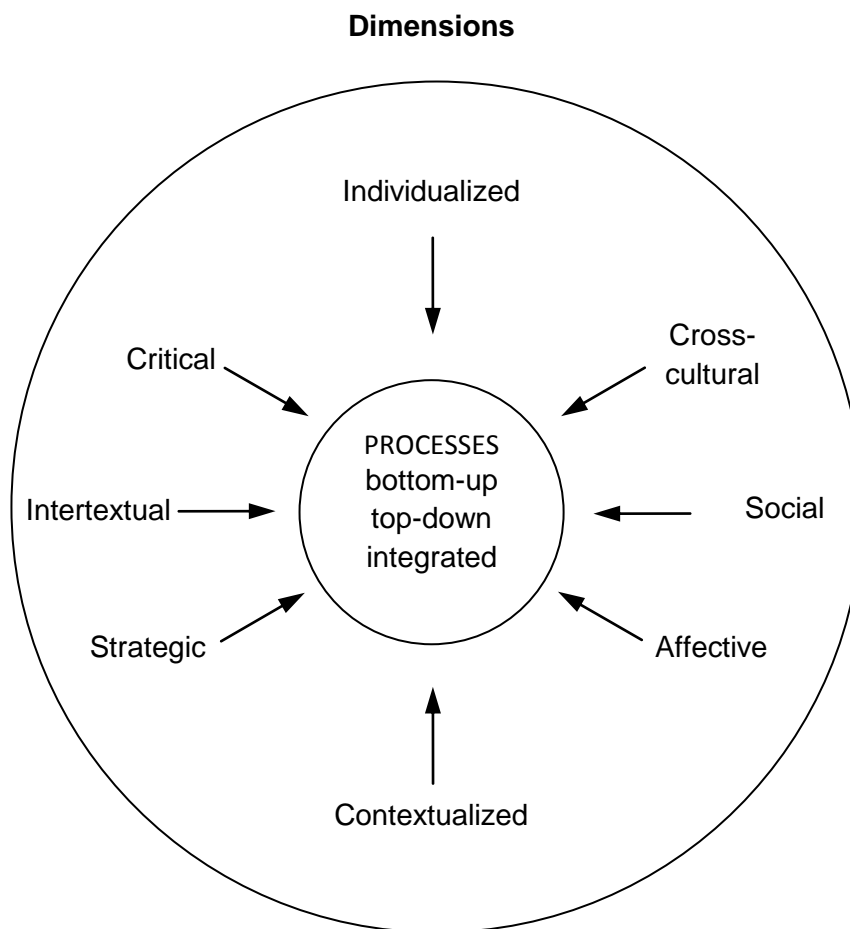 Dimensions
Individualized
Critical
Cross-
cultural
PROCESSES
bottom-up
top-down
integrated
Intertextual
Social
Strategic
Affective
Contextualized